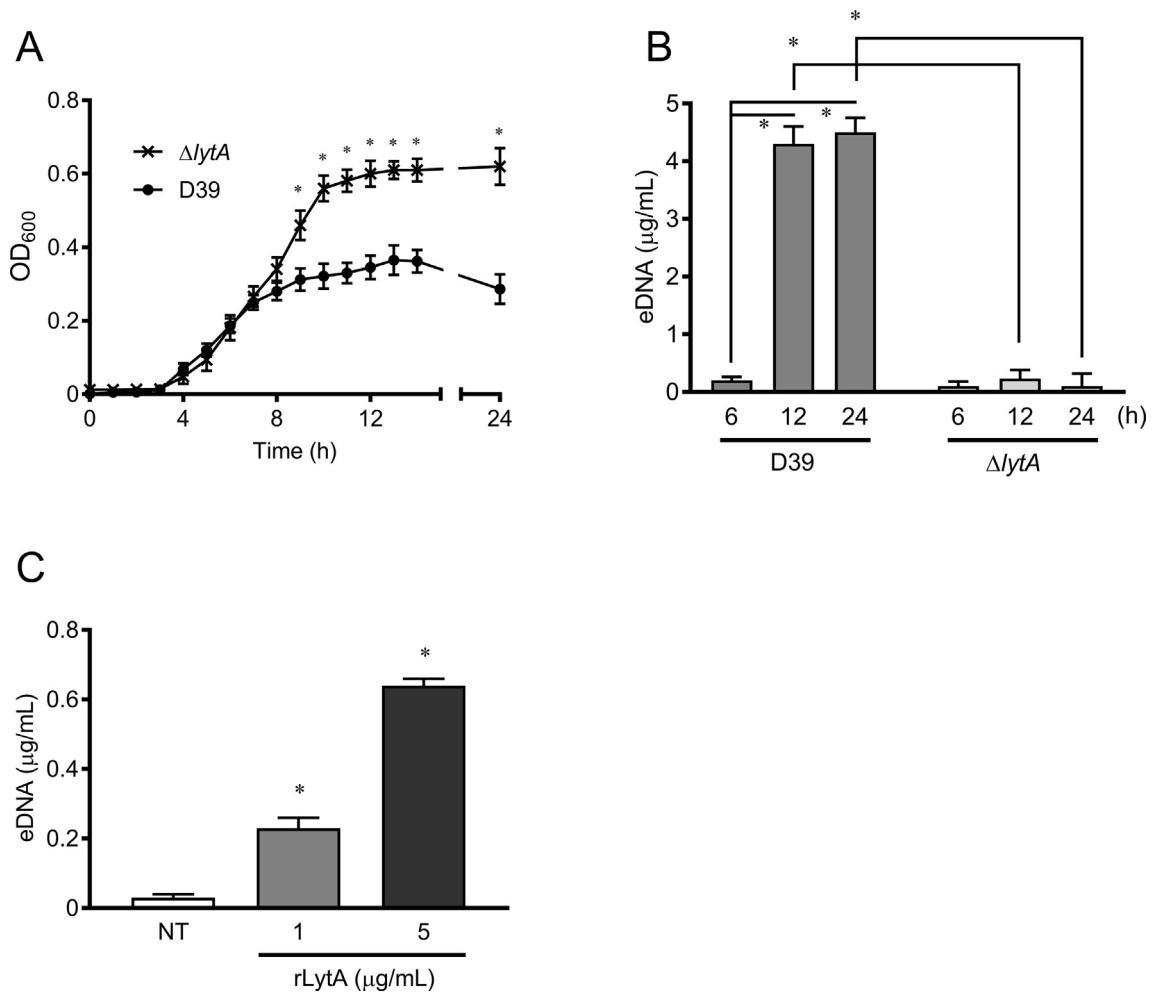 A
0.8
0.6
0.4
0.2
0
OD600
ΔlytA
D39
* * * * * * *
0 4 8 12 24
Time (h)
B
*
*
* *
5
4
3
2
1
0
eDNA (μg/mL)
6 12 24 6 12 24 (h)
D39 ΔlytA
C
0.8
0.6
0.4
0.2
0
eDNA (μg/mL)
*
*
NT 1 5
rLytA (μg/mL)